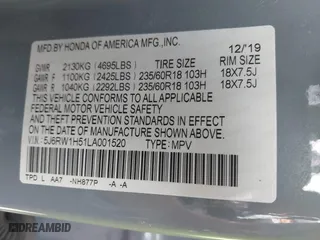 MFD. BY HONDA OF AMERICA MFG., INC. 12/'19
GVWR 2130KG (4695LBS) TIRE SIZE RIM SIZE
GAWR F 1100KG (2425LBS) 235/60R18 103H 18X7.5J
GAWR R 1040KG (2292LBS) 235/60R18 103H 18X7.5J
THIS VEHICLE CONFORMS TO ALL APPLICABLE
FEDERAL MOTOR VEHICLE SAFETY
AND THEFT PREVENTION STANDARDS IN EFFECT
ON THE DATE OF MANUFACTURE SHOWN ABOVE.
V.I.N.: 5J6RW1H51LA001520 TYPE: MPV
TPD L AA7 -NH877P -A -A
DREAMBID.COM